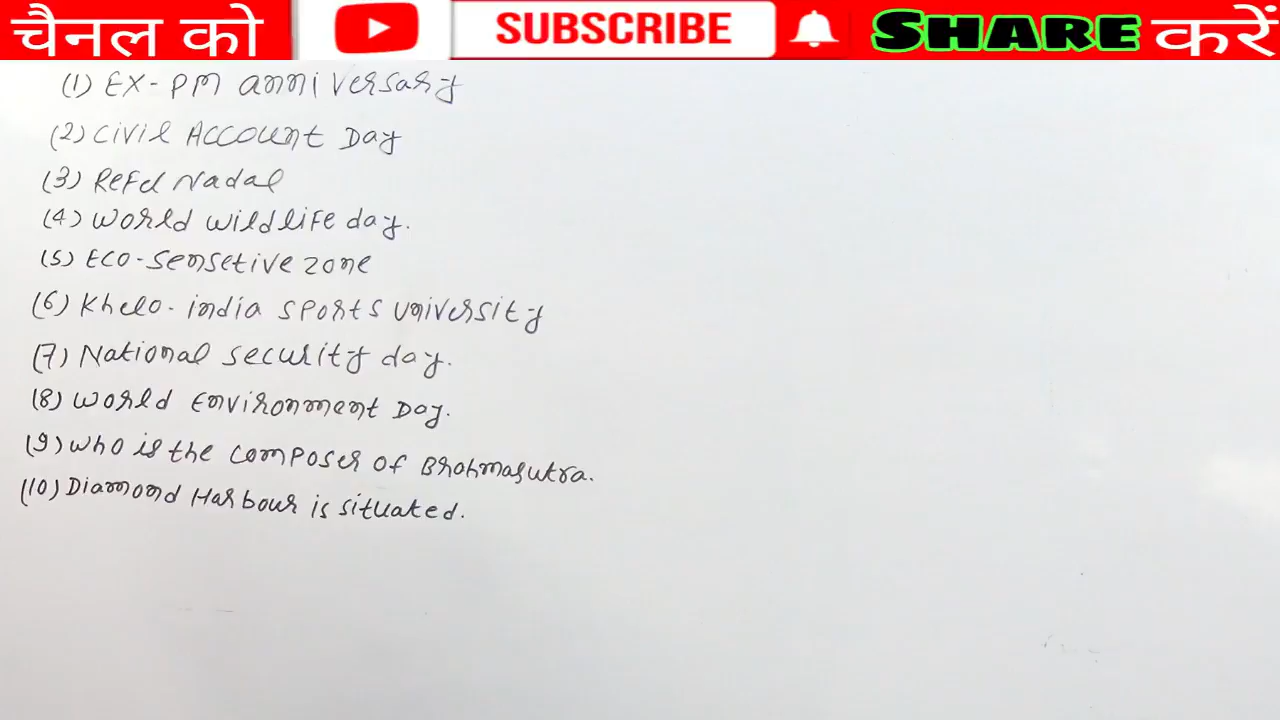 चैनल को SUBSCRIBE SHARE करें
(1) EX-PM anniversary
(2) Civil Account Day
(3) Refel Nadal
(4) World wildlife day.
(5) Eco-sensetive zone
(6) Khelo-india sports university
(7) National security day.
(8) World Environment Day.
(9) who is the composer of Brahmasutra.
(10) Diamond Harbour is situated.